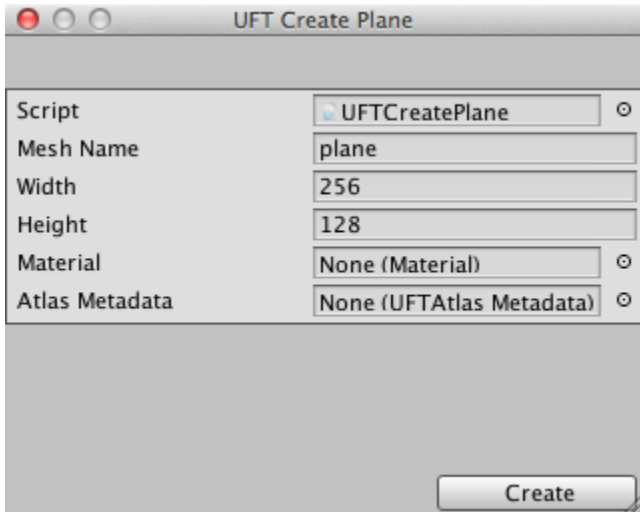 UFT Create Plane
Script UFTCreatePlane
Mesh Name plane
Width 256
Height 128
Material None (Material)
Atlas Metadata None (UFTAtlas Metadata)
Create